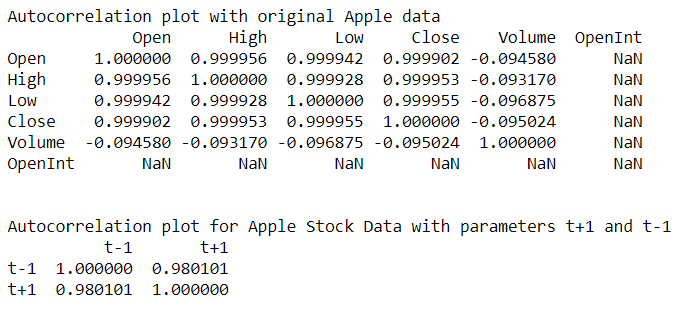 Autocorrelation plot with original Apple data
Open High Low Close Volume OpenInt
Open 1.000000 0.999956 0.999942 0.999902 -0.094580 NaN
High 0.999956 1.000000 0.999928 0.999953 -0.093170 NaN
Low 0.999942 0.999928 1.000000 0.999955 -0.096875 NaN
Close 0.999902 0.999953 0.999955 1.000000 -0.095024 NaN
Volume -0.094580 -0.093170 -0.096875 -0.095024 1.000000 NaN
OpenInt NaN NaN NaN NaN NaN NaN
Autocorrelation plot for Apple Stock Data with parameters t+1 and t-1
t-1 t+1
t-1 1.000000 0.980101
t+1 0.980101 1.000000